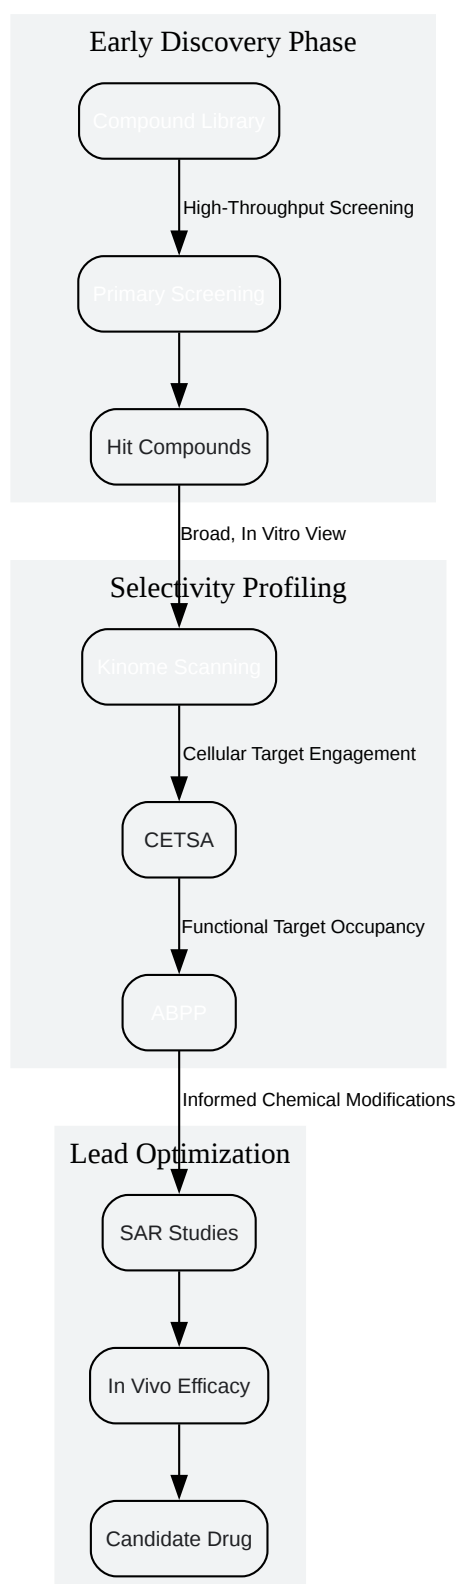 Early Discovery Phase
Compound Library
High-Throughput Screening
Primary Screening
Hit Compounds
Broad, In Vitro View
Selectivity Profiling
Kinome Scanning
Cellular Target Engagement
CETSA
Functional Target Occupancy
ABPP
Informed Chemical Modifications
Lead Optimization
SAR Studies
In Vivo Efficacy
Candidate Drug